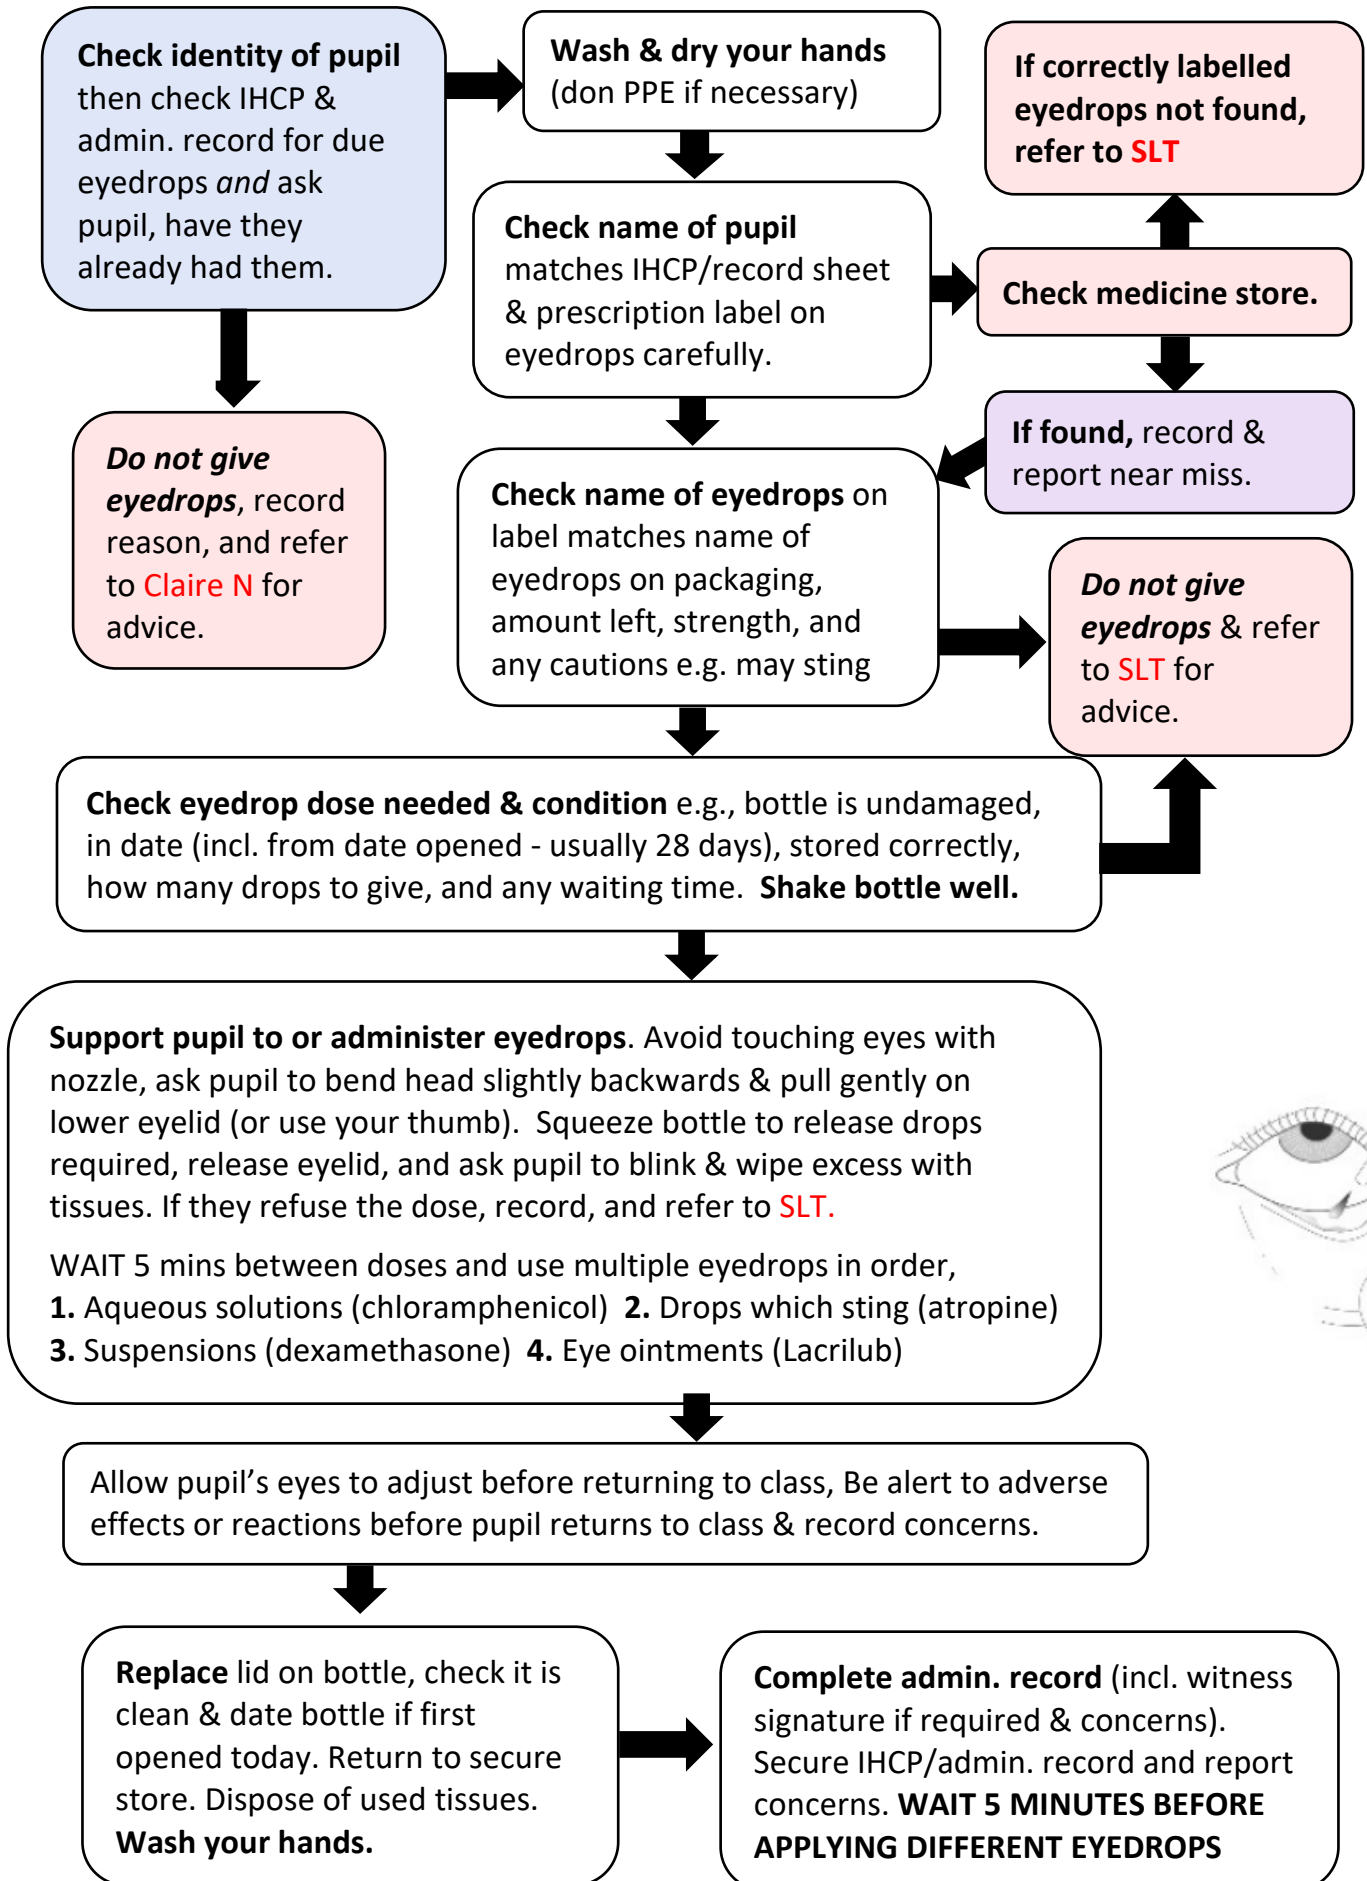 Check identity of pupil
then check IHCP &
admin. record for due
eyedrops and ask
pupil, have they
already had them.
Wash & dry your hands
(don PPE if necessary)
If correctly labelled
eyedrops not found,
refer to SLT
Check name of pupil
matches IHCP/record sheet
& prescription label on
eyedrops carefully.
Check medicine store.
Do not give
eyedrops, record
reason, and refer
to Claire N for
advice.
If found, record &
report near miss.
Check name of eyedrops on
label matches name of
eyedrops on packaging,
amount left, strength, and
any cautions e.g. may sting
Do not give
eyedrops & refer
to SLT for
advice.
Check eyedrop dose needed & condition e.g., bottle is undamaged,
in date (incl. from date opened - usually 28 days), stored correctly,
how many drops to give, and any waiting time. Shake bottle well.
Support pupil to or administer eyedrops. Avoid touching eyes with
nozzle, ask pupil to bend head slightly backwards & pull gently on
lower eyelid (or use your thumb). Squeeze bottle to release drops
required, release eyelid, and ask pupil to blink & wipe excess with
tissues. If they refuse the dose, record, and refer to SLT.
WAIT 5 mins between doses and use multiple eyedrops in order,
1. Aqueous solutions (chloramphenicol) 2. Drops which sting (atropine)
3. Suspensions (dexamethasone) 4. Eye ointments (Lacrilub)
Allow pupil’s eyes to adjust before returning to class, Be alert to adverse
effects or reactions before pupil returns to class & record concerns.
Replace lid on bottle, check it is
clean & date bottle if first
opened today. Return to secure
store. Dispose of used tissues.
Wash your hands.
Complete admin. record (incl. witness
signature if required & concerns).
Secure IHCP/admin. record and report
concerns. WAIT 5 MINUTES BEFORE
APPLYING DIFFERENT EYEDROPS